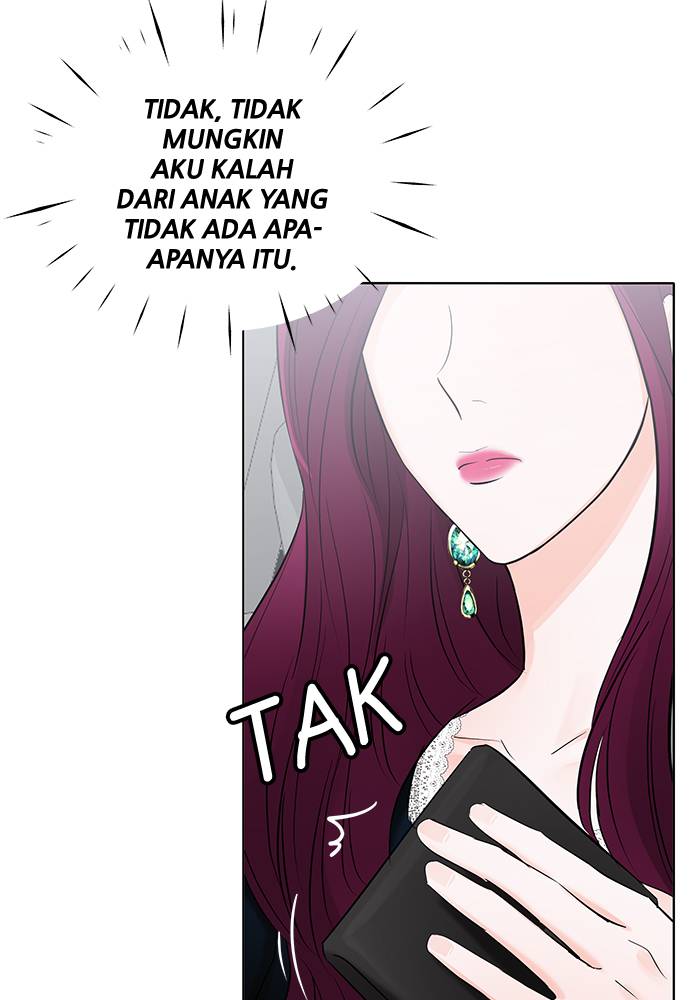 TIDAK, TIDAK
MUNGKIN
AKU KALAH
DARI ANAK YANG
TIDAK ADA APA-
APANYA ITU.
TAK